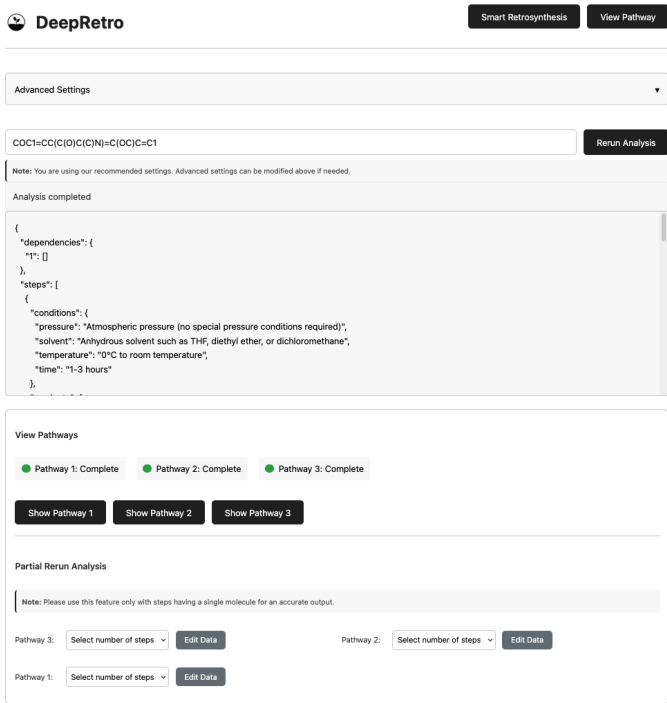 DeepRetro
Smart Retrosynthesis
View Pathway
Advanced Settings
COC1=CC(C(O)C(C)N)=C(OC)C=C1
Rerun Analysis
Note: You are using our recommended settings. Advanced settings can be modified above if needed.
Analysis completed
{
"dependencies": {
"1": []
},
"steps": [
{
"conditions": {
"pressure": "Atmospheric pressure (no special pressure conditions required)",
"solvent": "Anhydrous solvent such as THF, diethyl ether, or dichloromethane",
"temperature": "0°C to room temperature",
"time": "1-3 hours"
},
View Pathways
Pathway 1: Complete
Pathway 2: Complete
Pathway 3: Complete
Show Pathway 1
Show Pathway 2
Show Pathway 3
Partial Rerun Analysis
Note: Please use this feature only with steps having a single molecule for an accurate output.
Pathway 3: Select number of steps Edit Data
Pathway 2: Select number of steps Edit Data
Pathway 1: Select number of steps Edit Data